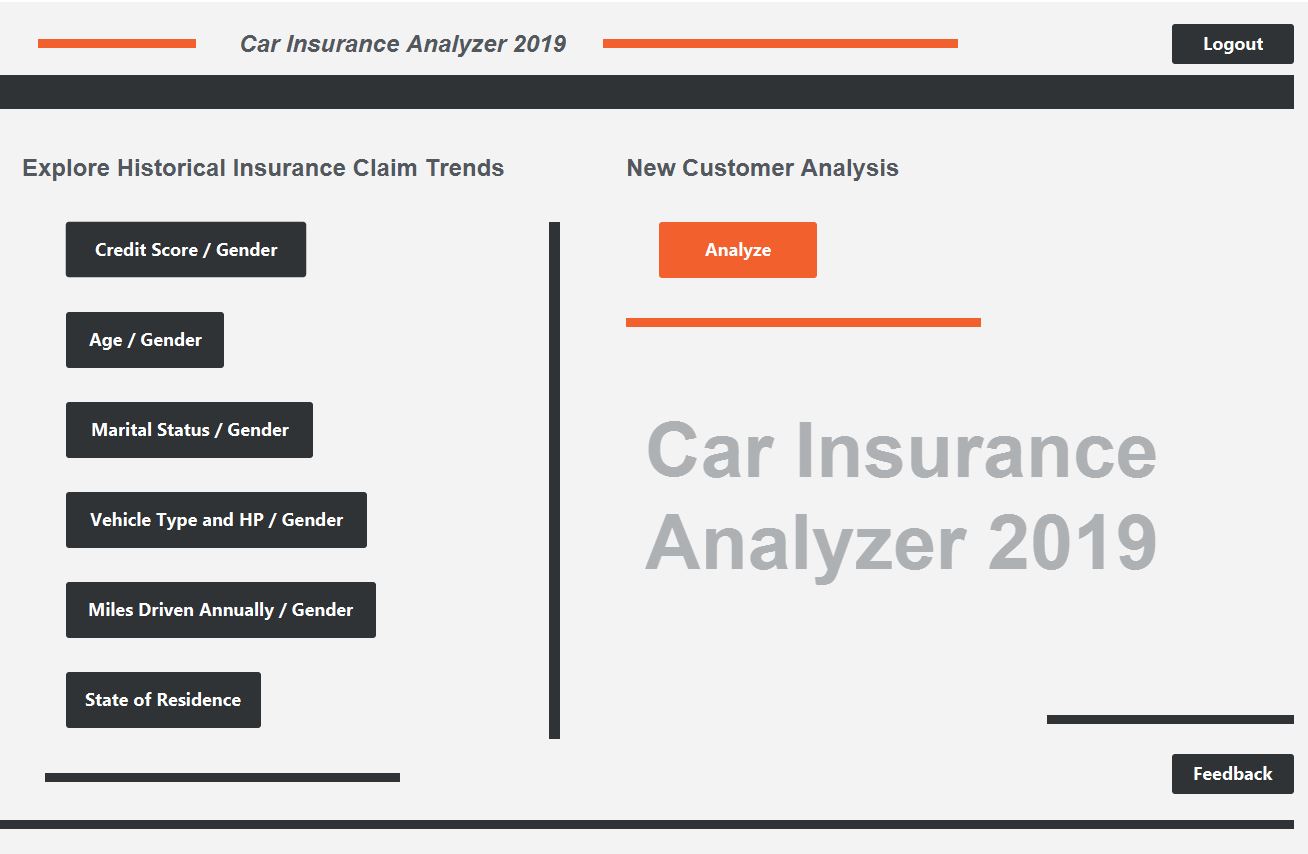 Car Insurance Analyzer 2019
Logout
Explore Historical Insurance Claim Trends
Credit Score / Gender
Age / Gender
Marital Status / Gender
Vehicle Type and HP / Gender
Miles Driven Annually / Gender
State of Residence
New Customer Analysis
Analyze
Car Insurance
Analyzer 2019
Feedback